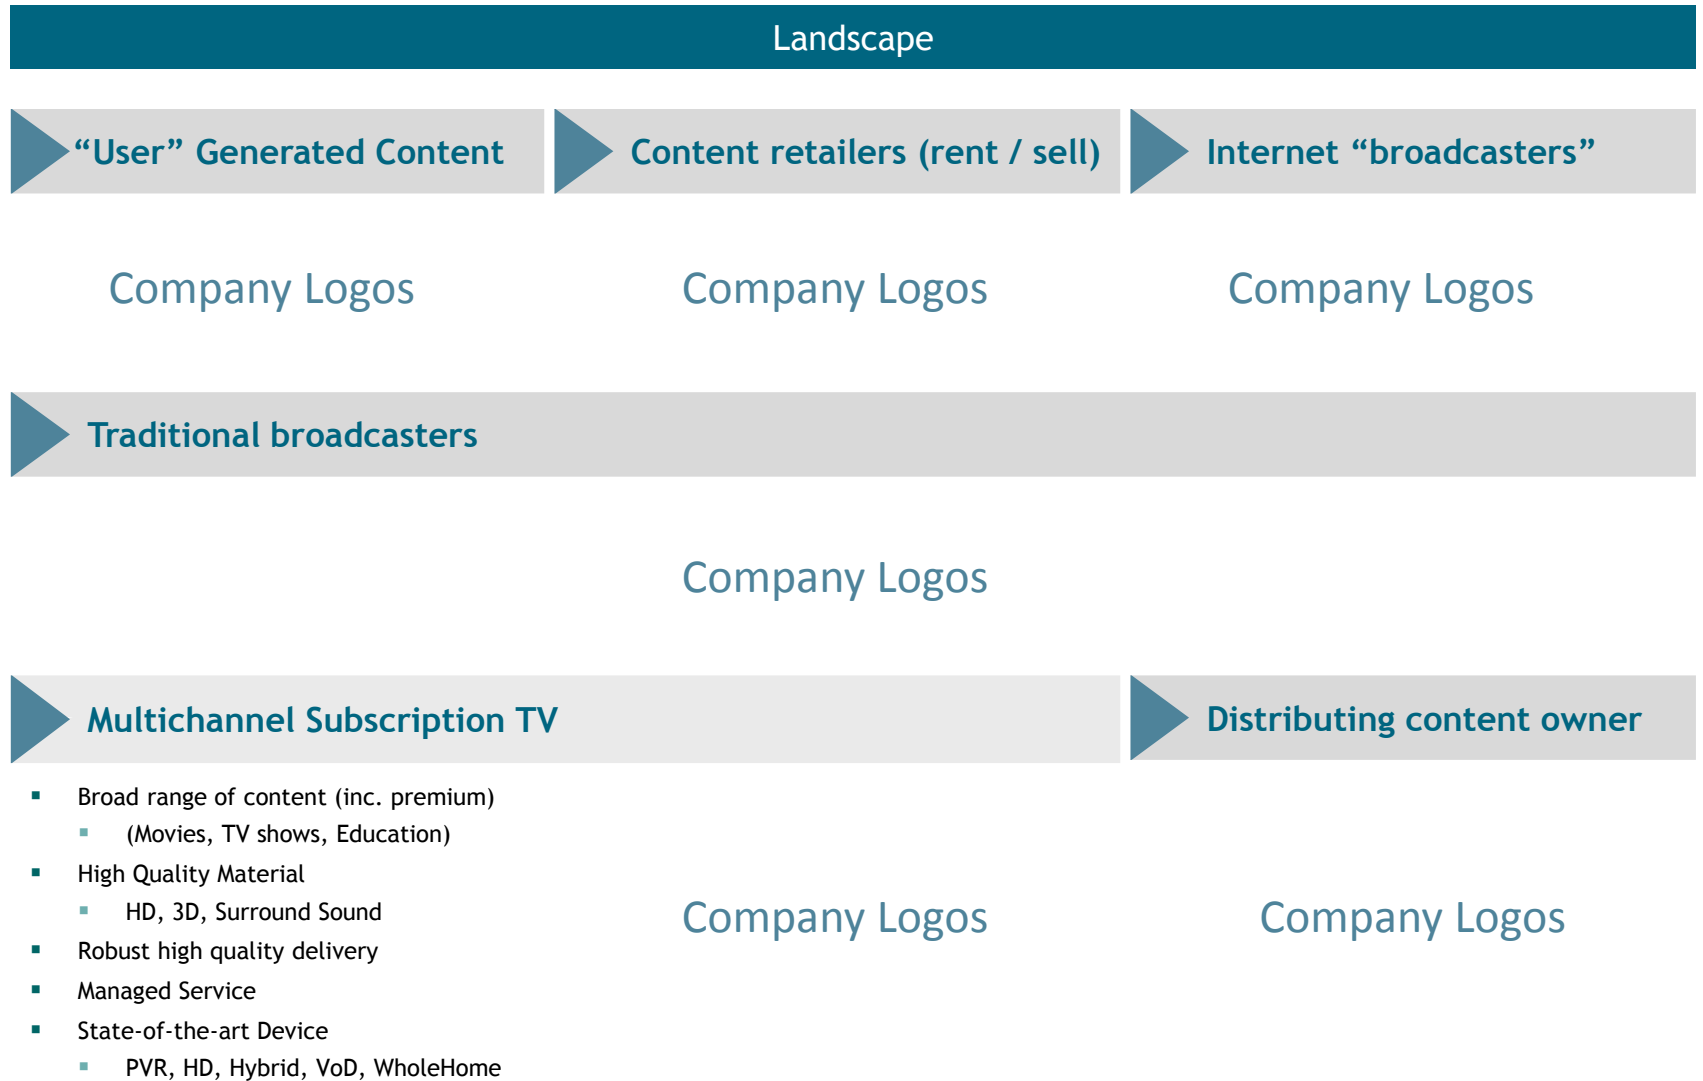 Landscape
“User” Generated Content
Content retailers (rent / sell)
Internet “broadcasters”
Company Logos
Company Logos
Company Logos
Traditional broadcasters
Company Logos
Multichannel Subscription TV
Distributing content owner
▪ Broad range of content (inc. premium)
▪ (Movies, TV shows, Education)
▪ High Quality Material
▪ HD, 3D, Surround Sound
▪ Robust high quality delivery
▪ Managed Service
▪ State-of-the-art Device
▪ PVR, HD, Hybrid, VoD, WholeHome
Company Logos
Company Logos